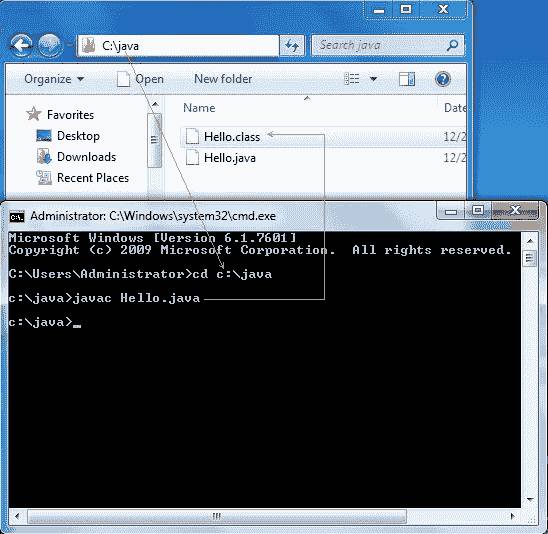 C:\java
Search java
Organize
Open
New folder
Favorites
Desktop
Downloads
Recent Places
Name
Hello.class
12/2
Hello.java
12/2
Administrator: C:\Windows\system32\cmd.exe
Microsoft Windows [Version 6.1.7601]
Copyright (c) 2009 Microsoft Corporation.  All rights reserved.
C:\Users\Administrator>cd c:\java
c:\java>javac Hello.java
c:\java>_